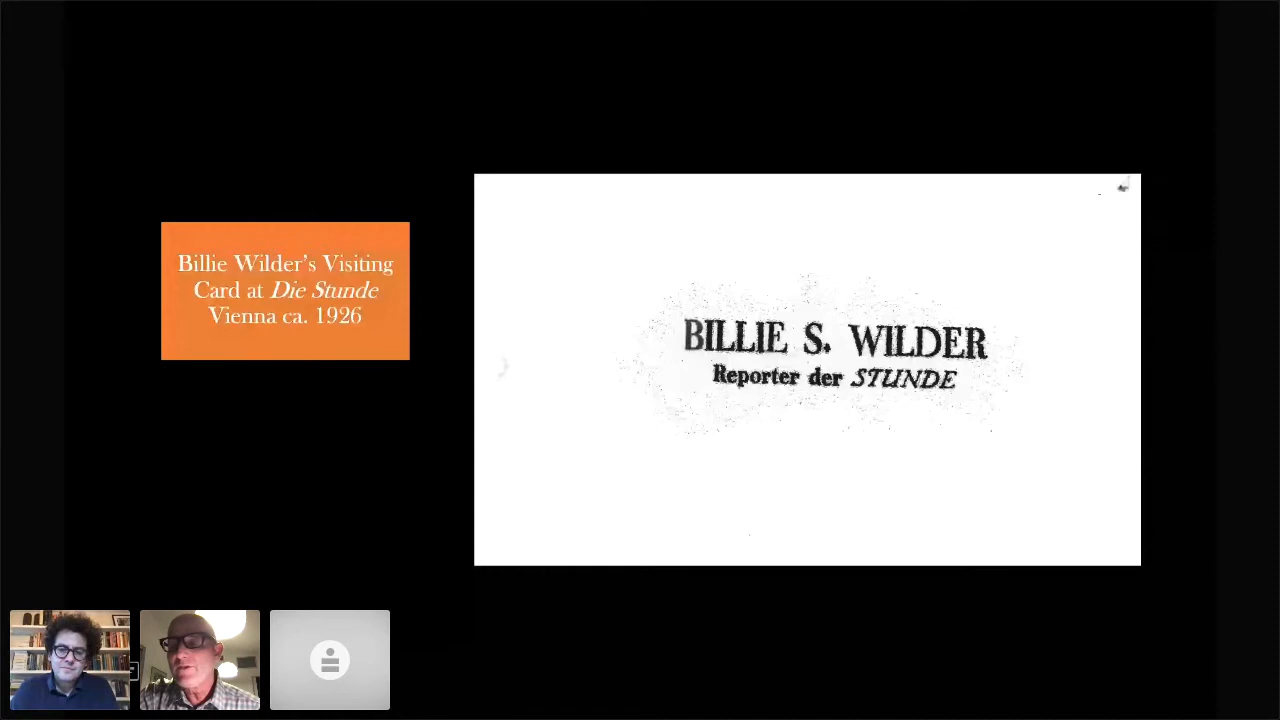 Billie Wilder’s Visiting
Card at Die Stunde
Vienna ca. 1926
BILLIE S. WILDER
Reporter der STUNDE